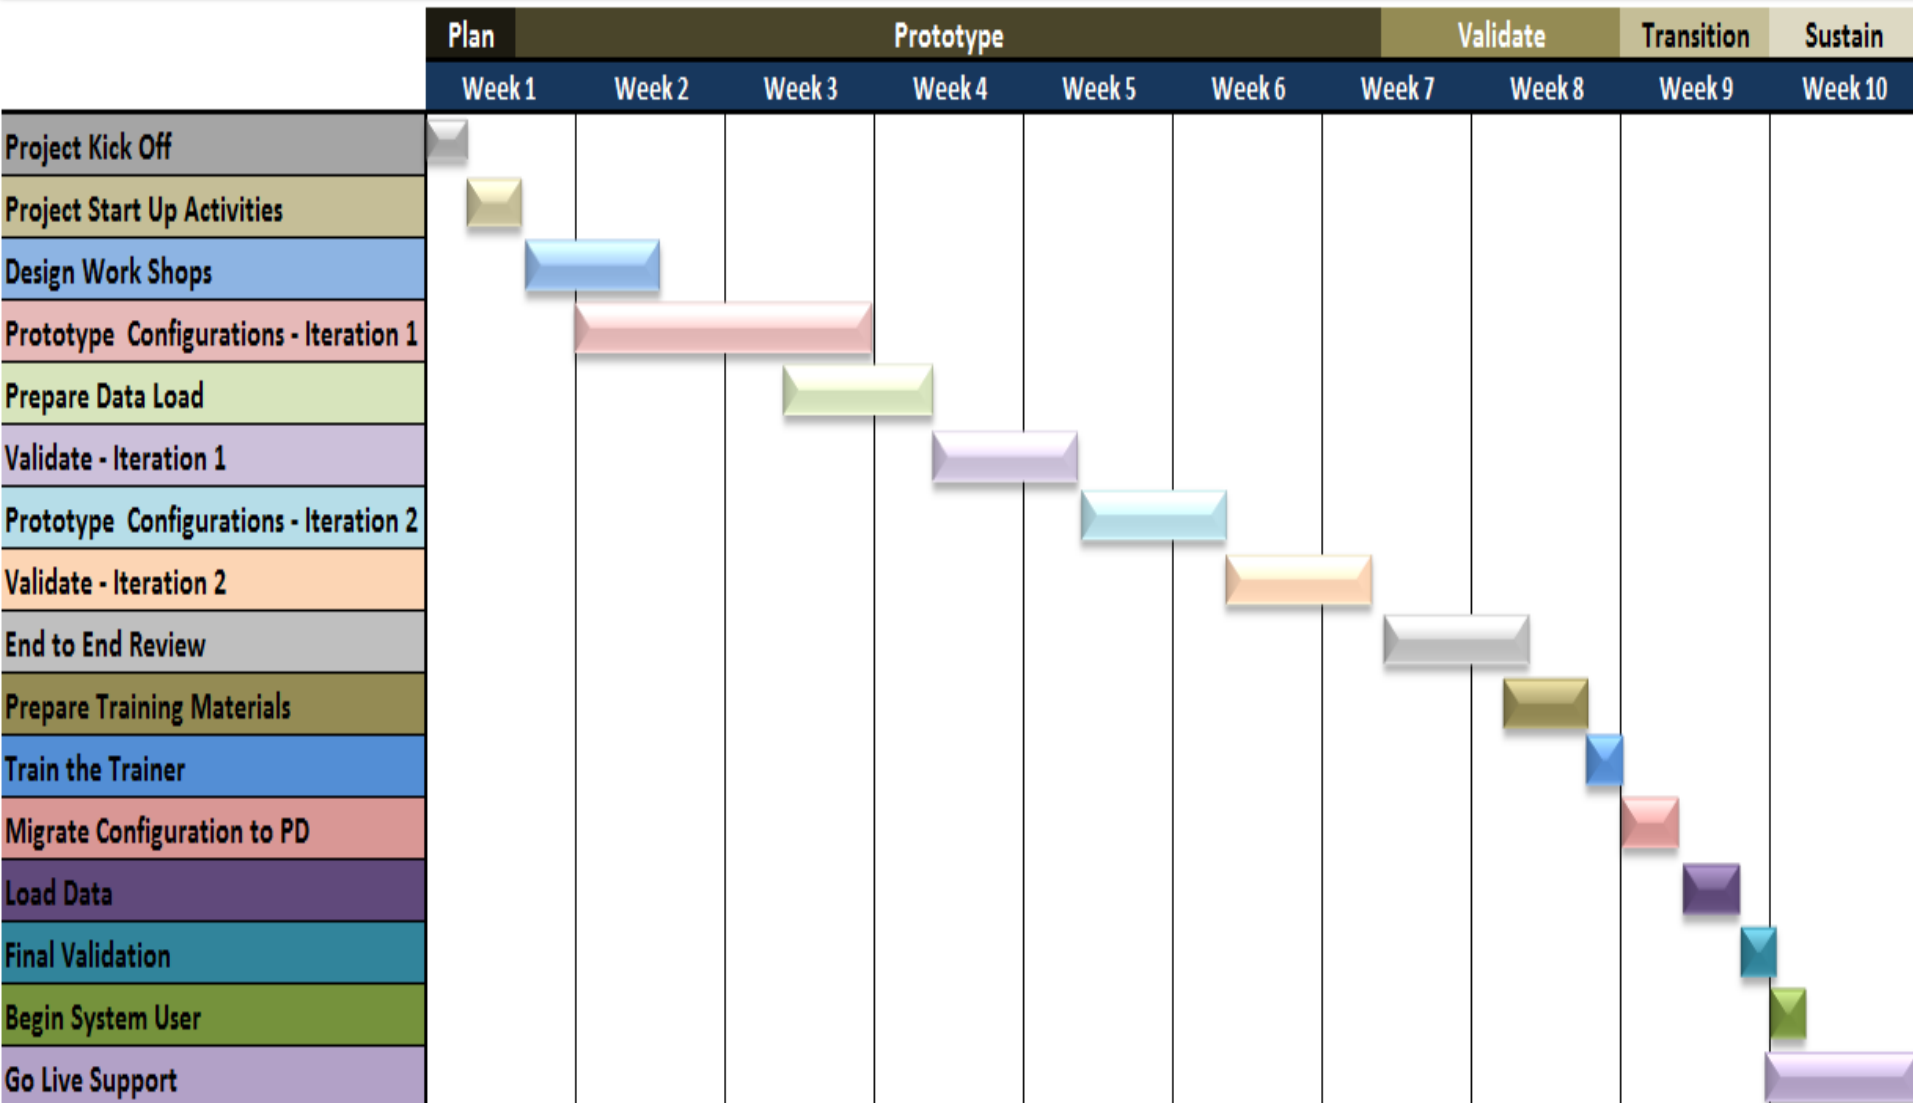 Plan Prototype Validate Transition Sustain
Week 1 Week 2 Week 3 Week 4 Week 5 Week 6 Week 7 Week 8 Week 9 Week 10
Project Kick Off
Project Start Up Activities
Design Work Shops
Prototype Configurations - Iteration 1
Prepare Data Load
Validate - Iteration 1
Prototype Configurations - Iteration 2
Validate - Iteration 2
End to End Review
Prepare Training Materials
Train the Trainer
Migrate Configuration to PD
Load Data
Final Validation
Begin System User
Go Live Support